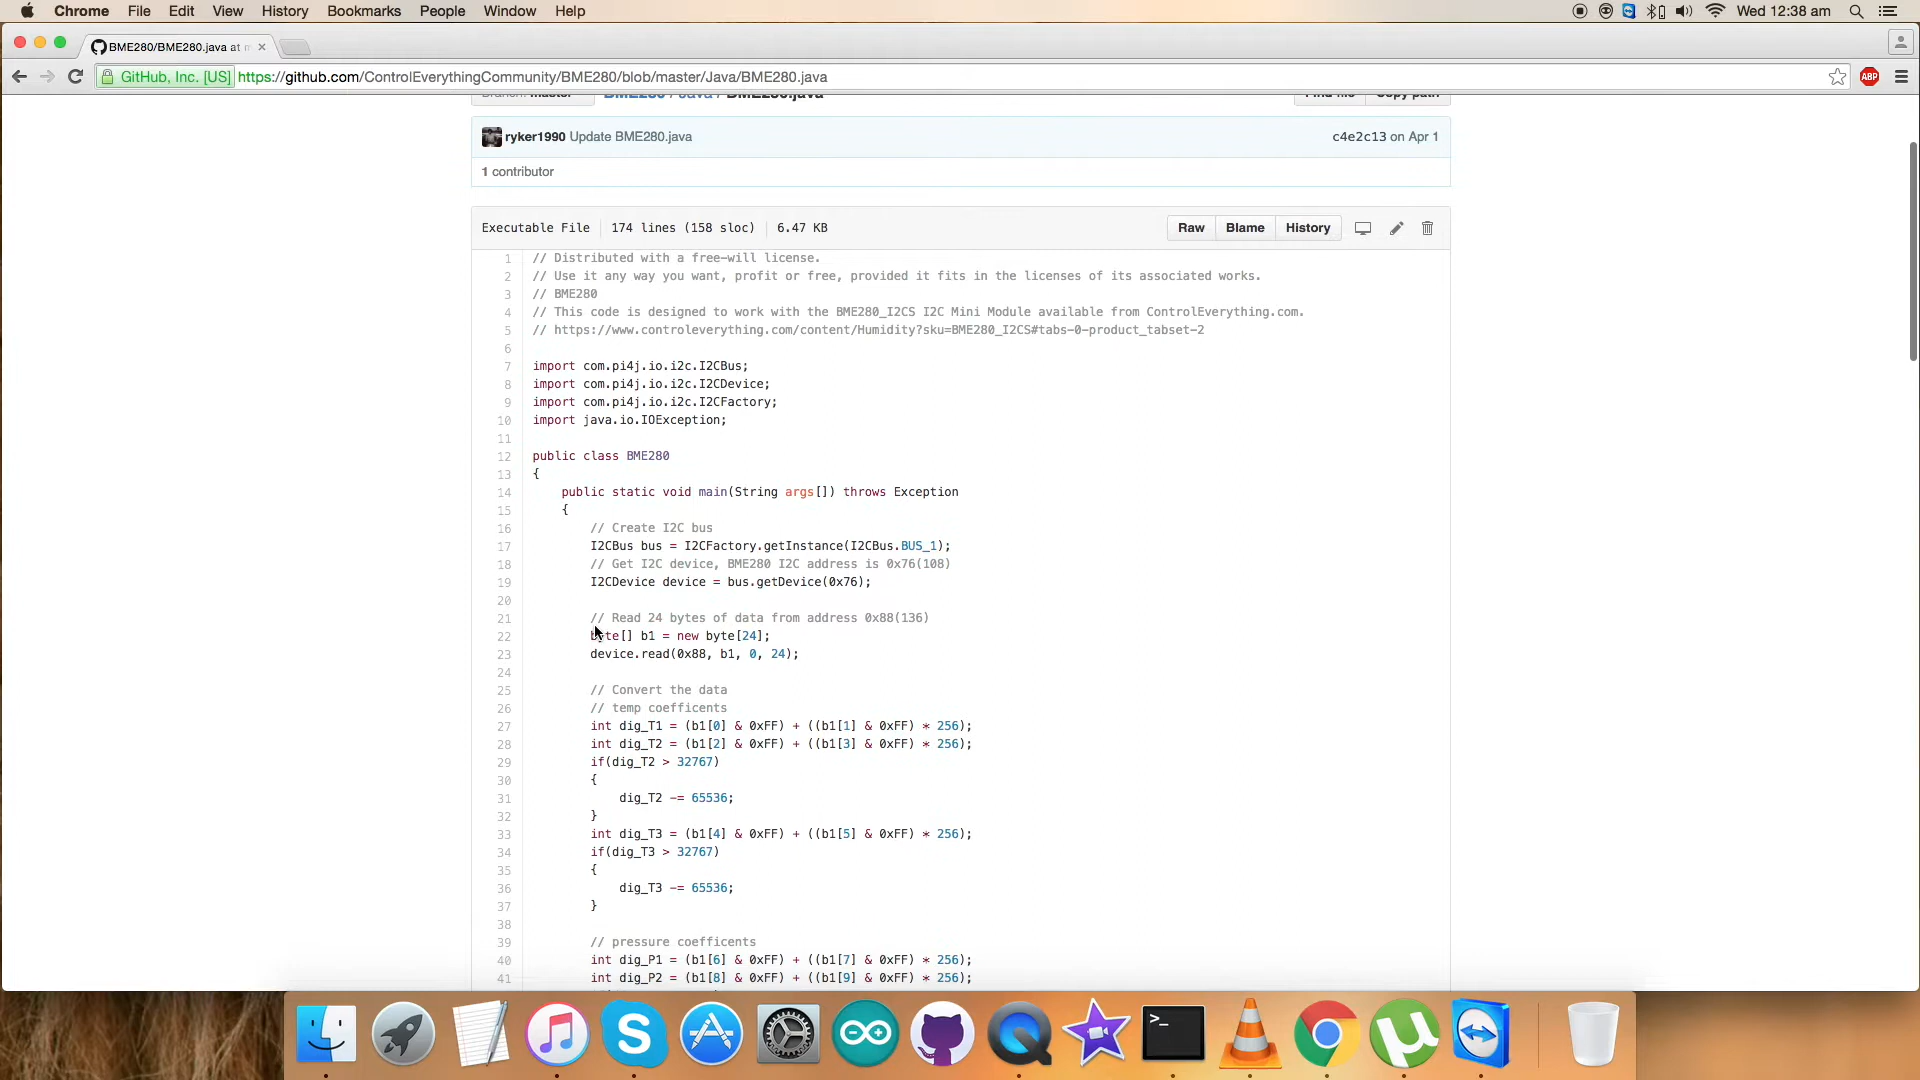 Chrome File Edit View History Bookmarks People Window Help Wed 12:38 am
BME280/BME280.java at m
GitHub, Inc. [US] https://github.com/ControlEverythingCommunity/BME280/blob/master/Java/BME280.java ABP
Branch: master BME280 / Java / BME280.java Find file Copy path
ryker1990 Update BME280.java c4e2c13 on Apr 1
1 contributor
Executable File 174 lines (158 sloc) 6.47 KB Raw Blame History
1 // Distributed with a free-will license.
2 // Use it any way you want, profit or free, provided it fits in the licenses of its associated works.
3 // BME280
4 // This code is designed to work with the BME280_I2CS I2C Mini Module available from ControlEverything.com.
5 // https://www.controleverything.com/content/Humidity?sku=BME280_I2CS#tabs-0-product_tabset-2
6
7 import com.pi4j.io.i2c.I2CBus;
8 import com.pi4j.io.i2c.I2CDevice;
9 import com.pi4j.io.i2c.I2CFactory;
10 import java.io.IOException;
11
12 public class BME280
13 {
14 public static void main(String args[]) throws Exception
15 {
16 // Create I2C bus
17 I2CBus bus = I2CFactory.getInstance(I2CBus.BUS_1);
18 // Get I2C device, BME280 I2C address is 0x76(108)
19 I2CDevice device = bus.getDevice(0x76);
20
21 // Read 24 bytes of data from address 0x88(136)
22 byte[] b1 = new byte[24];
23 device.read(0x88, b1, 0, 24);
24
25 // Convert the data
26 // temp coefficents
27 int dig_T1 = (b1[0] & 0xFF) + ((b1[1] & 0xFF) * 256);
28 int dig_T2 = (b1[2] & 0xFF) + ((b1[3] & 0xFF) * 256);
29 if(dig_T2 > 32767)
30 {
31 dig_T2 -= 65536;
32 }
33 int dig_T3 = (b1[4] & 0xFF) + ((b1[5] & 0xFF) * 256);
34 if(dig_T3 > 32767)
35 {
36 dig_T3 -= 65536;
37 }
38
39 // pressure coefficents
40 int dig_P1 = (b1[6] & 0xFF) + ((b1[7] & 0xFF) * 256);
41 int dig_P2 = (b1[8] & 0xFF) + ((b1[9] & 0xFF) * 256);